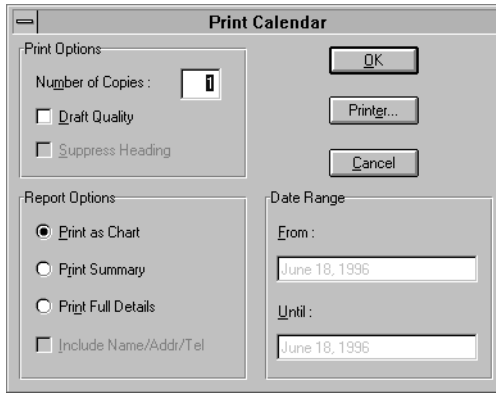 Print Calendar
Print Options
Number of Copies :
1
Draft Quality
Suppress Heading
OK
Printer...
Cancel
Report Options
Print as Chart
Print Summary
Print Full Details
Include Name/Addr/Tel
Date Range
From :
June 18, 1996
Until :
June 18, 1996